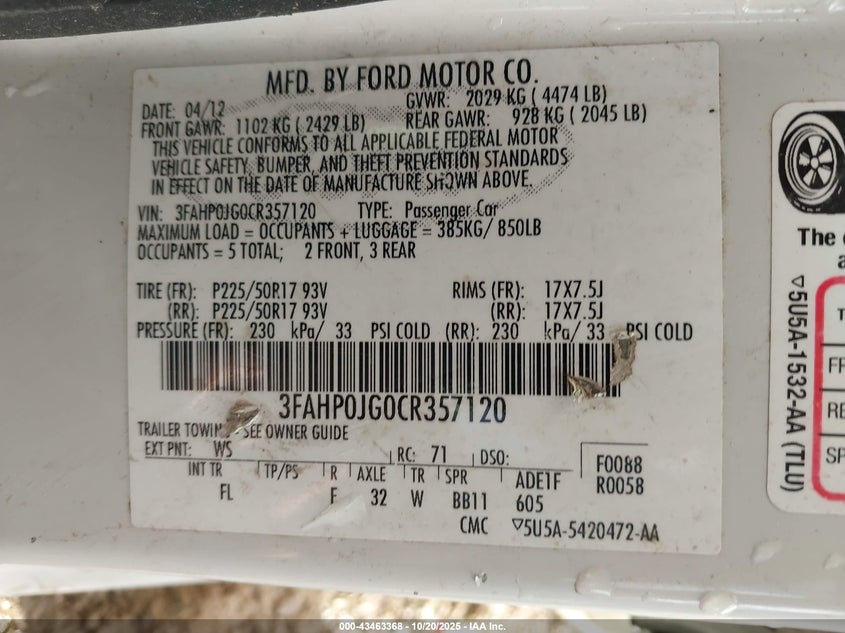 MFD. BY FORD MOTOR CO.
DATE: 04/12 GVWR: 2029 KG ( 4474 LB)
FRONT GAWR: 1102 KG ( 2429 LB) REAR GAWR: 928 KG ( 2045 LB)
THIS VEHICLE CONFORMS TO ALL APPLICABLE FEDERAL MOTOR
VEHICLE SAFETY, BUMPER, AND THEFT PREVENTION STANDARDS
IN EFFECT ON THE DATE OF MANUFACTURE SHOWN ABOVE.
VIN: 3FAHP0JG0CR357120 TYPE: Passenger Car
MAXIMUM LOAD = OCCUPANTS + LUGGAGE = 385KG/ 850LB
OCCUPANTS = 5 TOTAL; 2 FRONT, 3 REAR
TIRE (FR): P225/50R17 93V RIMS (FR): 17X7.5J
(RR): P225/50R17 93V (RR): 17X7.5J
PRESSURE (FR): 230 kPa/ 33 PSI COLD (RR): 230 kPa/ 33 PSI COLD
3FAHP0JG0CR357120
TRAILER TOWING - SEE OWNER GUIDE
EXT PNT: WS RC: 71 DSO: F0088
R0058
INT TR TP/PS R AXLE TR SPR ADE1F
FL F 32 W BB11 605
CMC ▽5U5A-5420472-AA
The
a
▽5U5A-1532-AA (TLU)
T
FR
RE
SP
000-43463368 - 10/20/2025 - IAA Inc.